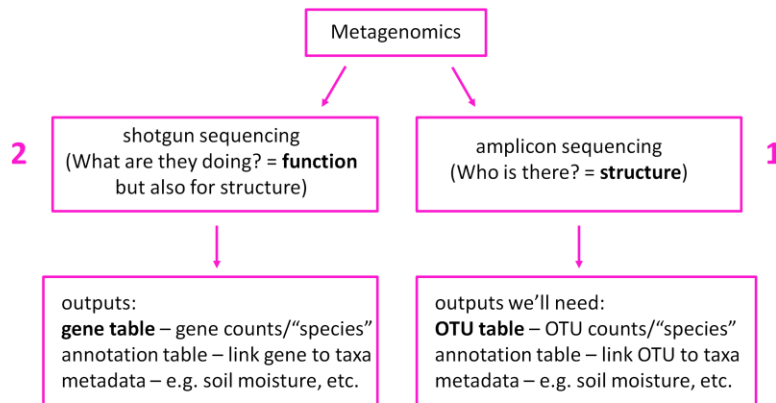 Metagenomics
2
shotgun sequencing
(What are they doing? = function
but also for structure)
amplicon sequencing
(Who is there? = structure)
1
outputs:
gene table – gene counts/“species”
annotation table – link gene to taxa
metadata – e.g. soil moisture, etc.
outputs we’ll need:
OTU table – OTU counts/“species”
annotation table – link OTU to taxa
metadata – e.g. soil moisture, etc.